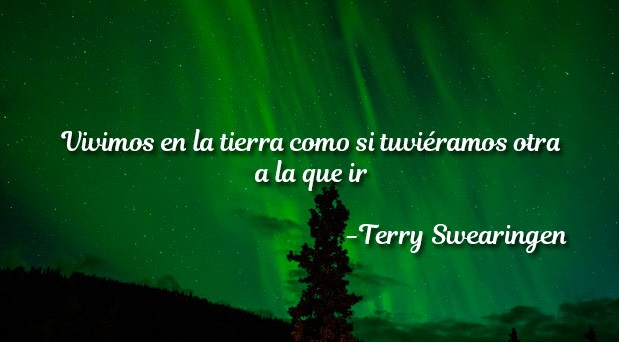 Vivimos en la tierra como si tuviéramos otra
a la que ir
-Terry Swearingen